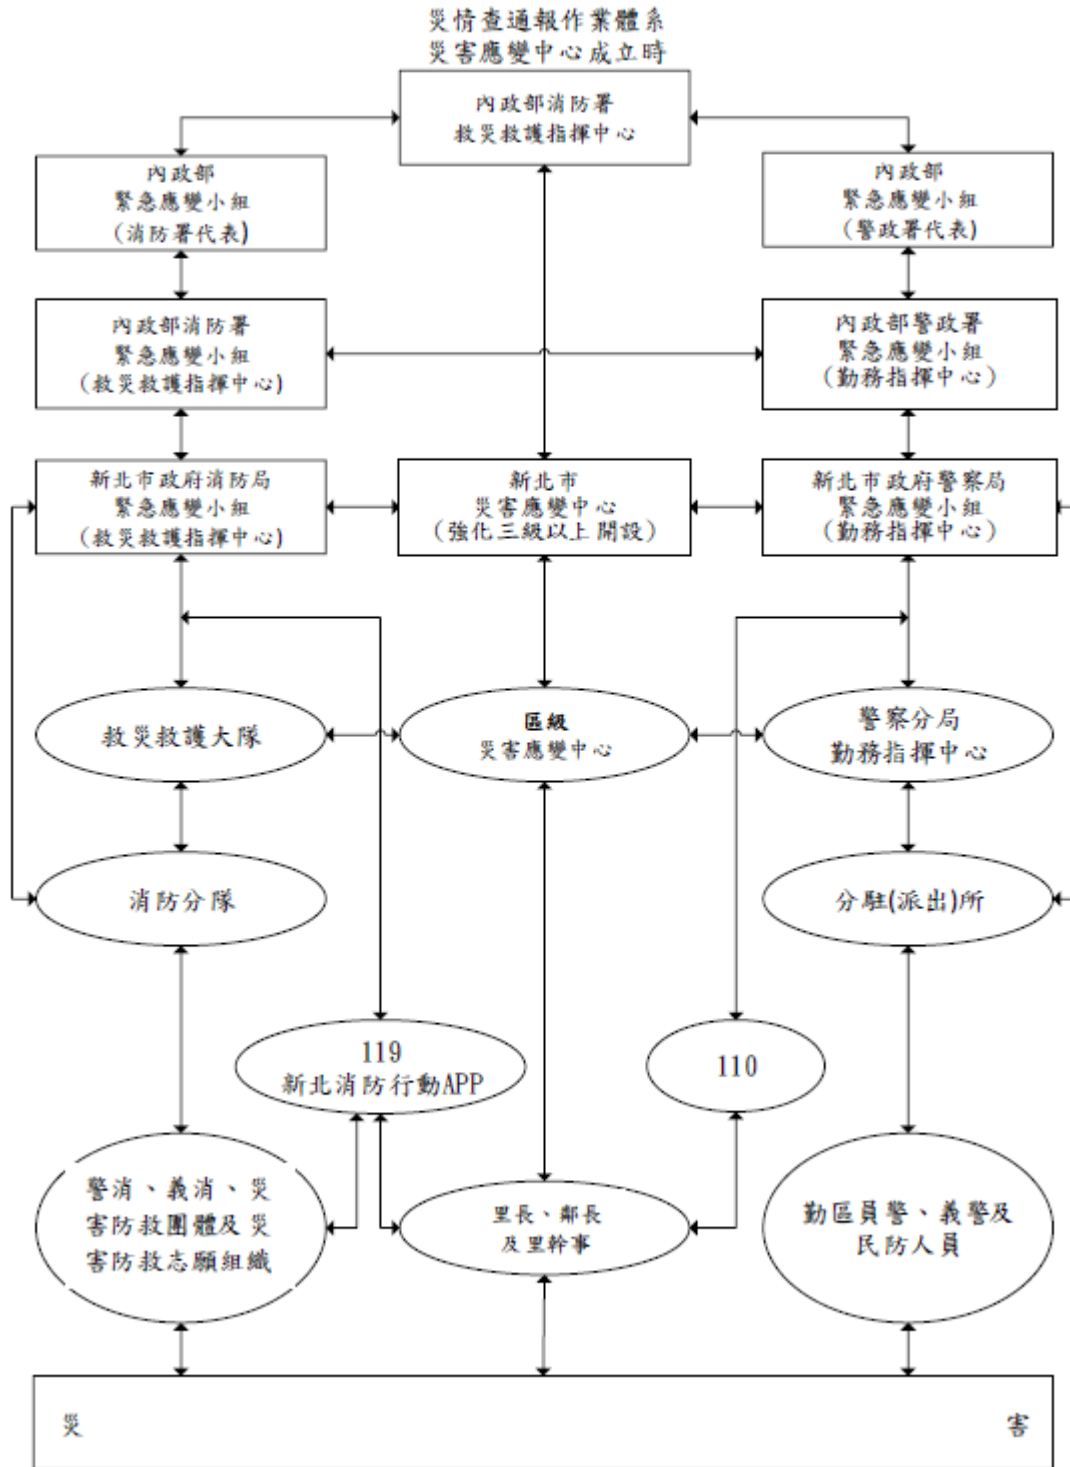 災情查通報作業體系
災害應變中心成立時
內政部消防署
救災救護指揮中心
內政部
緊急應變小組
(消防署代表)
內政部
緊急應變小組
(警政署代表)
內政部消防署
緊急應變小組
(救災救護指揮中心)
內政部警政署
緊急應變小組
(勤務指揮中心)
新北市政府消防局
緊急應變小組
(救災救護指揮中心)
新北市
災害應變中心
(強化三級以上開設)
新北市政府警察局
緊急應變小組
(勤務指揮中心)
救災救護大隊
區級
災害應變中心
警察分局
勤務指揮中心
消防分隊
分駐(派出)所
119
新北消防行動APP
110
警消、義消、災
害防救團體及災
害防救志願組織
里長、鄰長
及里幹事
勤區員警、義警及
民防人員
災 害